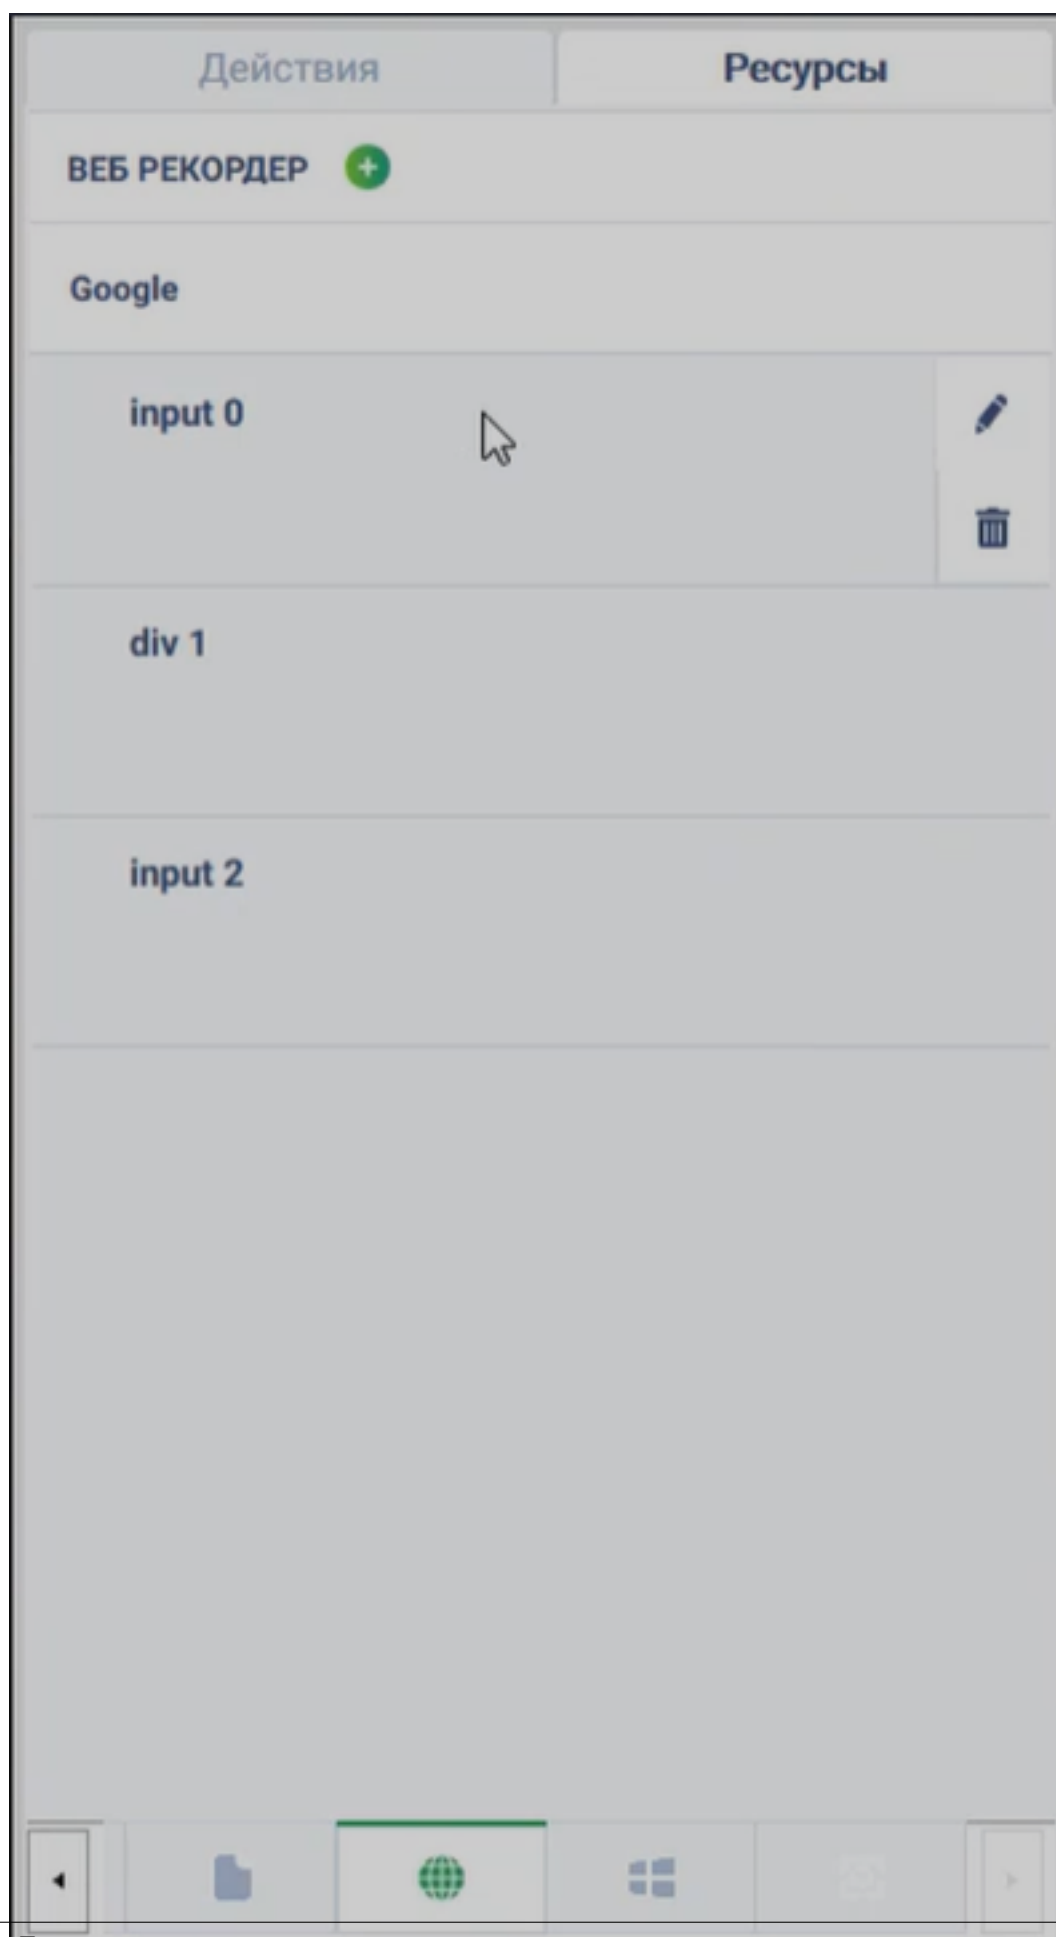 Действия
Ресурсы
ВЕБ РЕКОРДЕР
Google
input 0
div 1
input 2